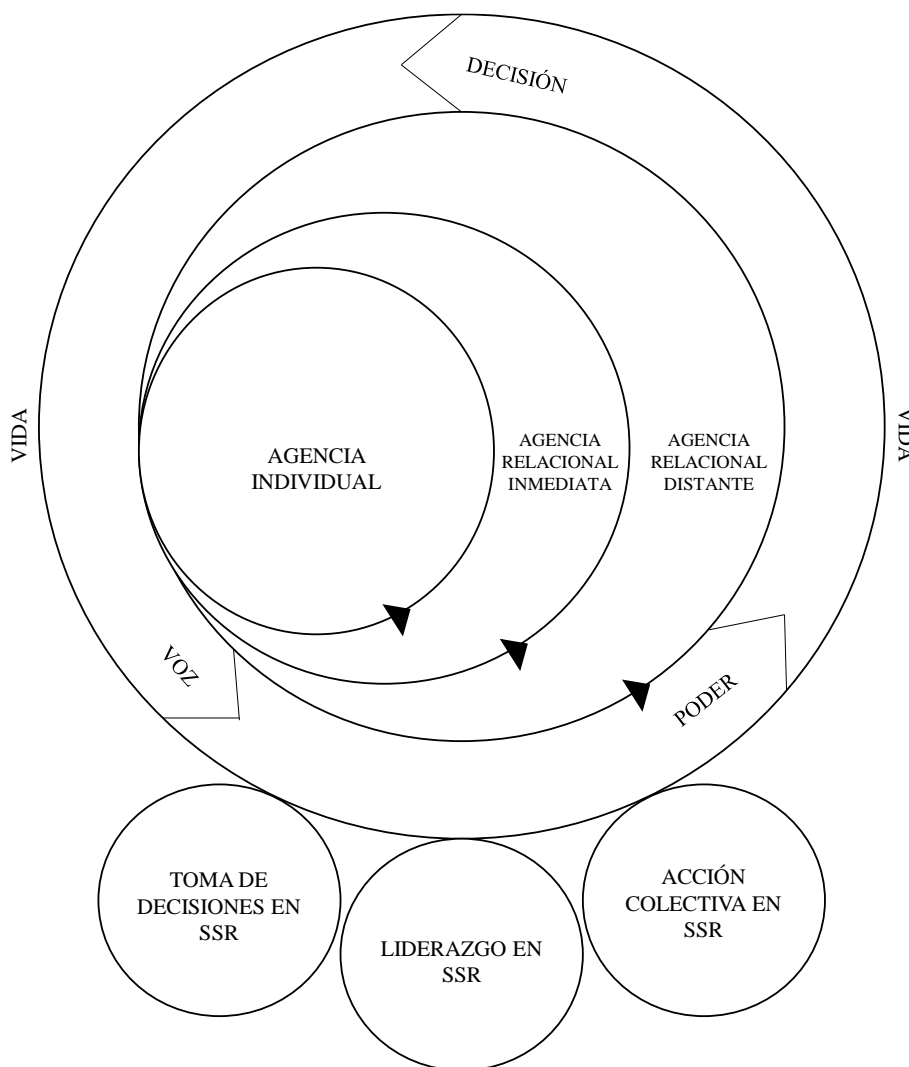 DECISIÓN
VIDA
VIDA
AGENCIA
INDIVIDUAL
AGENCIA
RELACIONAL
INMEDIATA
AGENCIA
RELACIONAL
DISTANTE
VOZ
PODER
TOMA DE
DECISIONES EN
SSR
LIDERAZGO EN
SSR
ACCIÓN
COLECTIVA EN
SSR